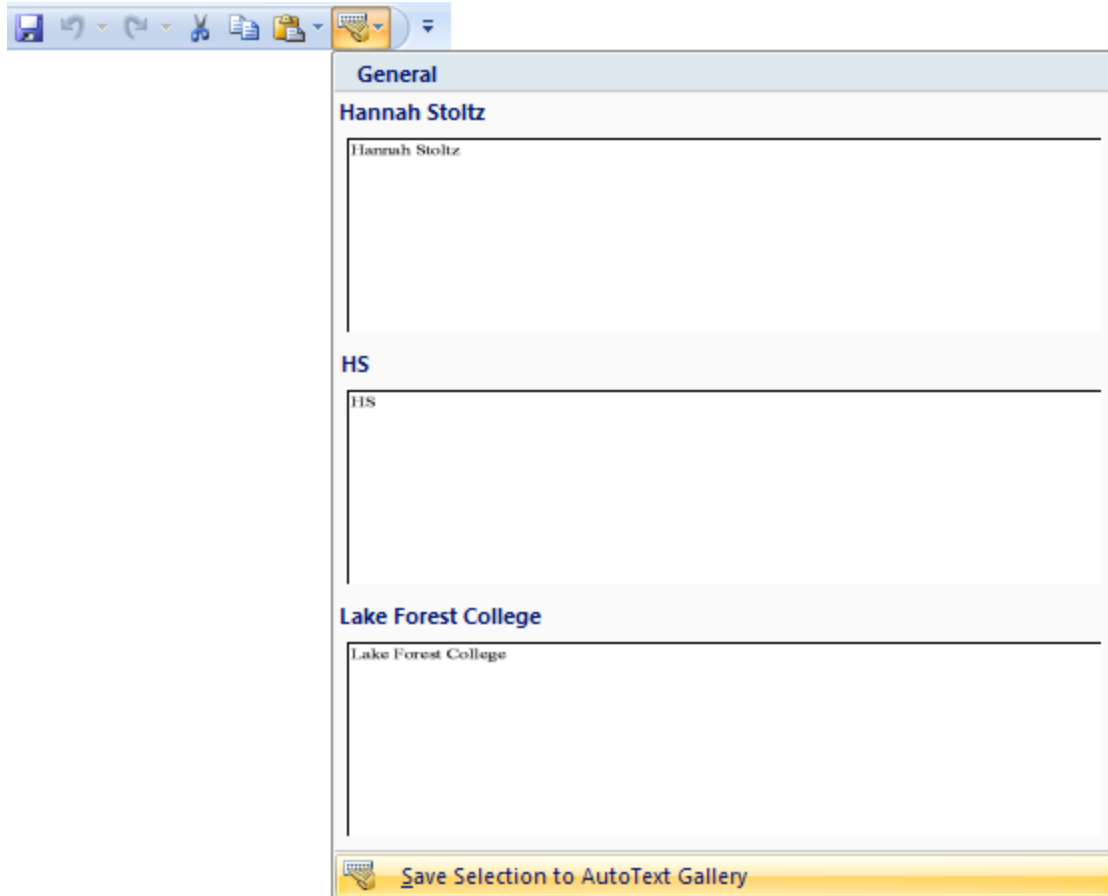 General
Hannah Stoltz
Hannah Stoltz
HS
HS
Lake Forest College
Lake Forest College
Save Selection to AutoText Gallery